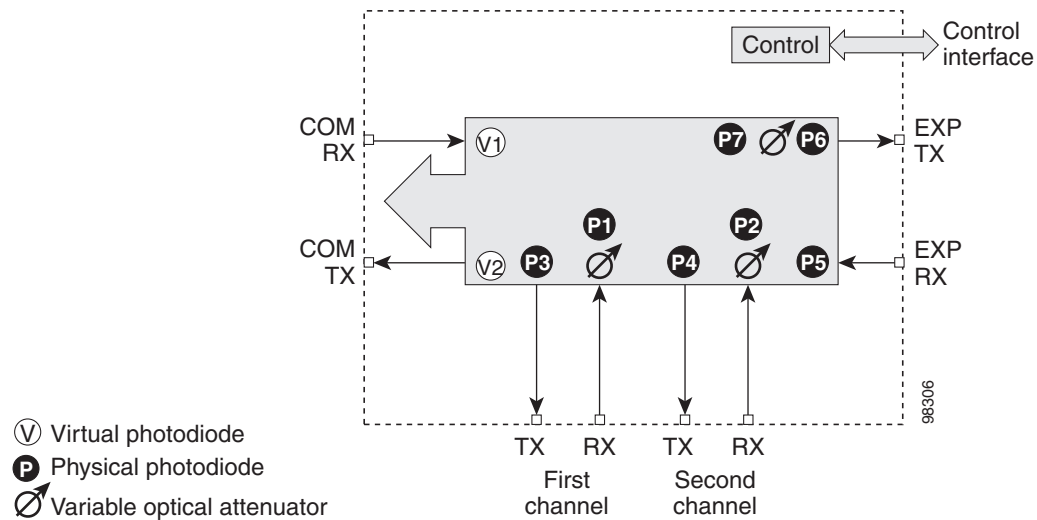 Control
Control
interface
COM
RX
V1
P7
P6
EXP
TX
P1
P2
COM
TX
V2
P3
P4
P5
EXP
RX
98306
TX
RX
TX
RX
First
channel
Second
channel
V Virtual photodiode
P Physical photodiode
Variable optical attenuator